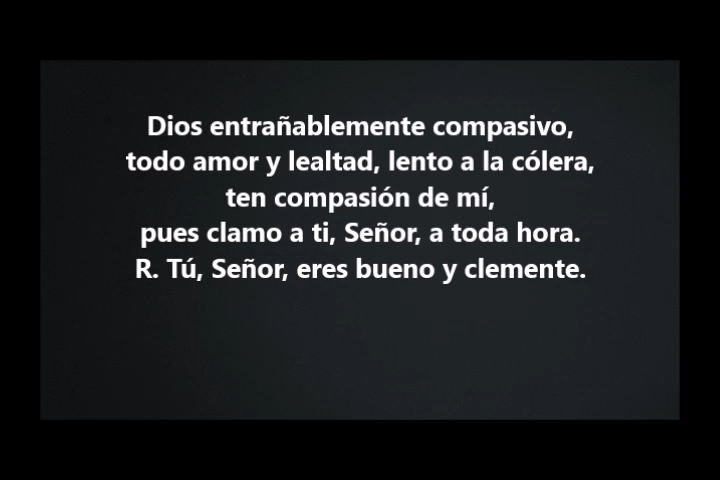 Dios entrañablemente compasivo,
todo amor y lealtad, lento a la cólera,
ten compasión de mí,
pues clamo a ti, Señor, a toda hora.
R. Tú, Señor, eres bueno y clemente.